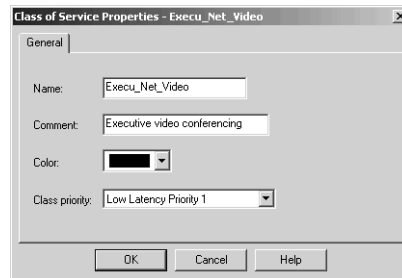 Class of Service Properties - Execu_Net_Video
General
Name: Execu_Net_Video
Comment: Executive video conferencing
Color:
Class priority: Low Latency Priority 1
OK Cancel Help